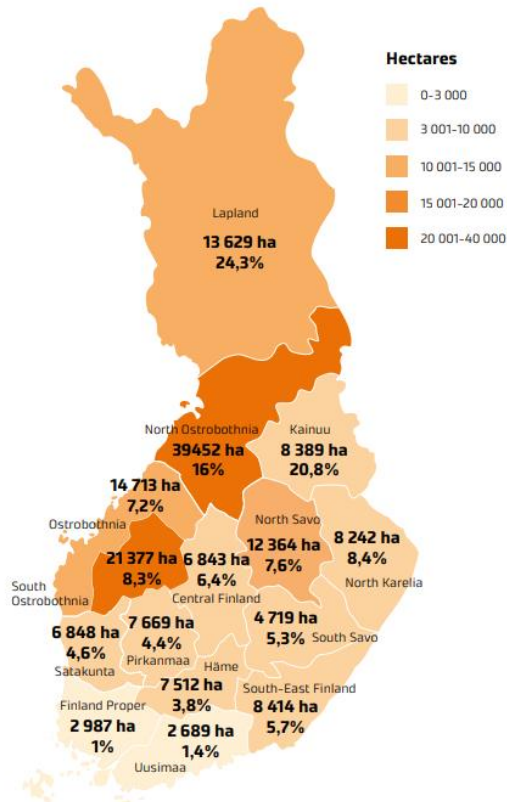 Hectares
0-3 000
3 001-10 000
10 001-15 000
15 001-20 000
20 001-40 000
Lapland
13 629 ha
24,3%
North Ostrobothnia
39452 ha
16%
Kainuu
8 389 ha
20,8%
14 713 ha
7,2%
Ostrobothnia
North Savo
12 364 ha
7,6%
8 242 ha
8,4%
North Karelia
21 377 ha
8,3%
South
Ostrobothnia
6 843 ha
6,4%
Central Finland
4 719 ha
5,3%
South Savo
6 848 ha
4,6%
Satakunta
7 669 ha
4,4%
Pirkanmaa
Häme
7 512 ha
3,8%
South-East Finland
8 414 ha
5,7%
Finland Proper
2 987 ha
1%
2 689 ha
1,4%
Uusimaa